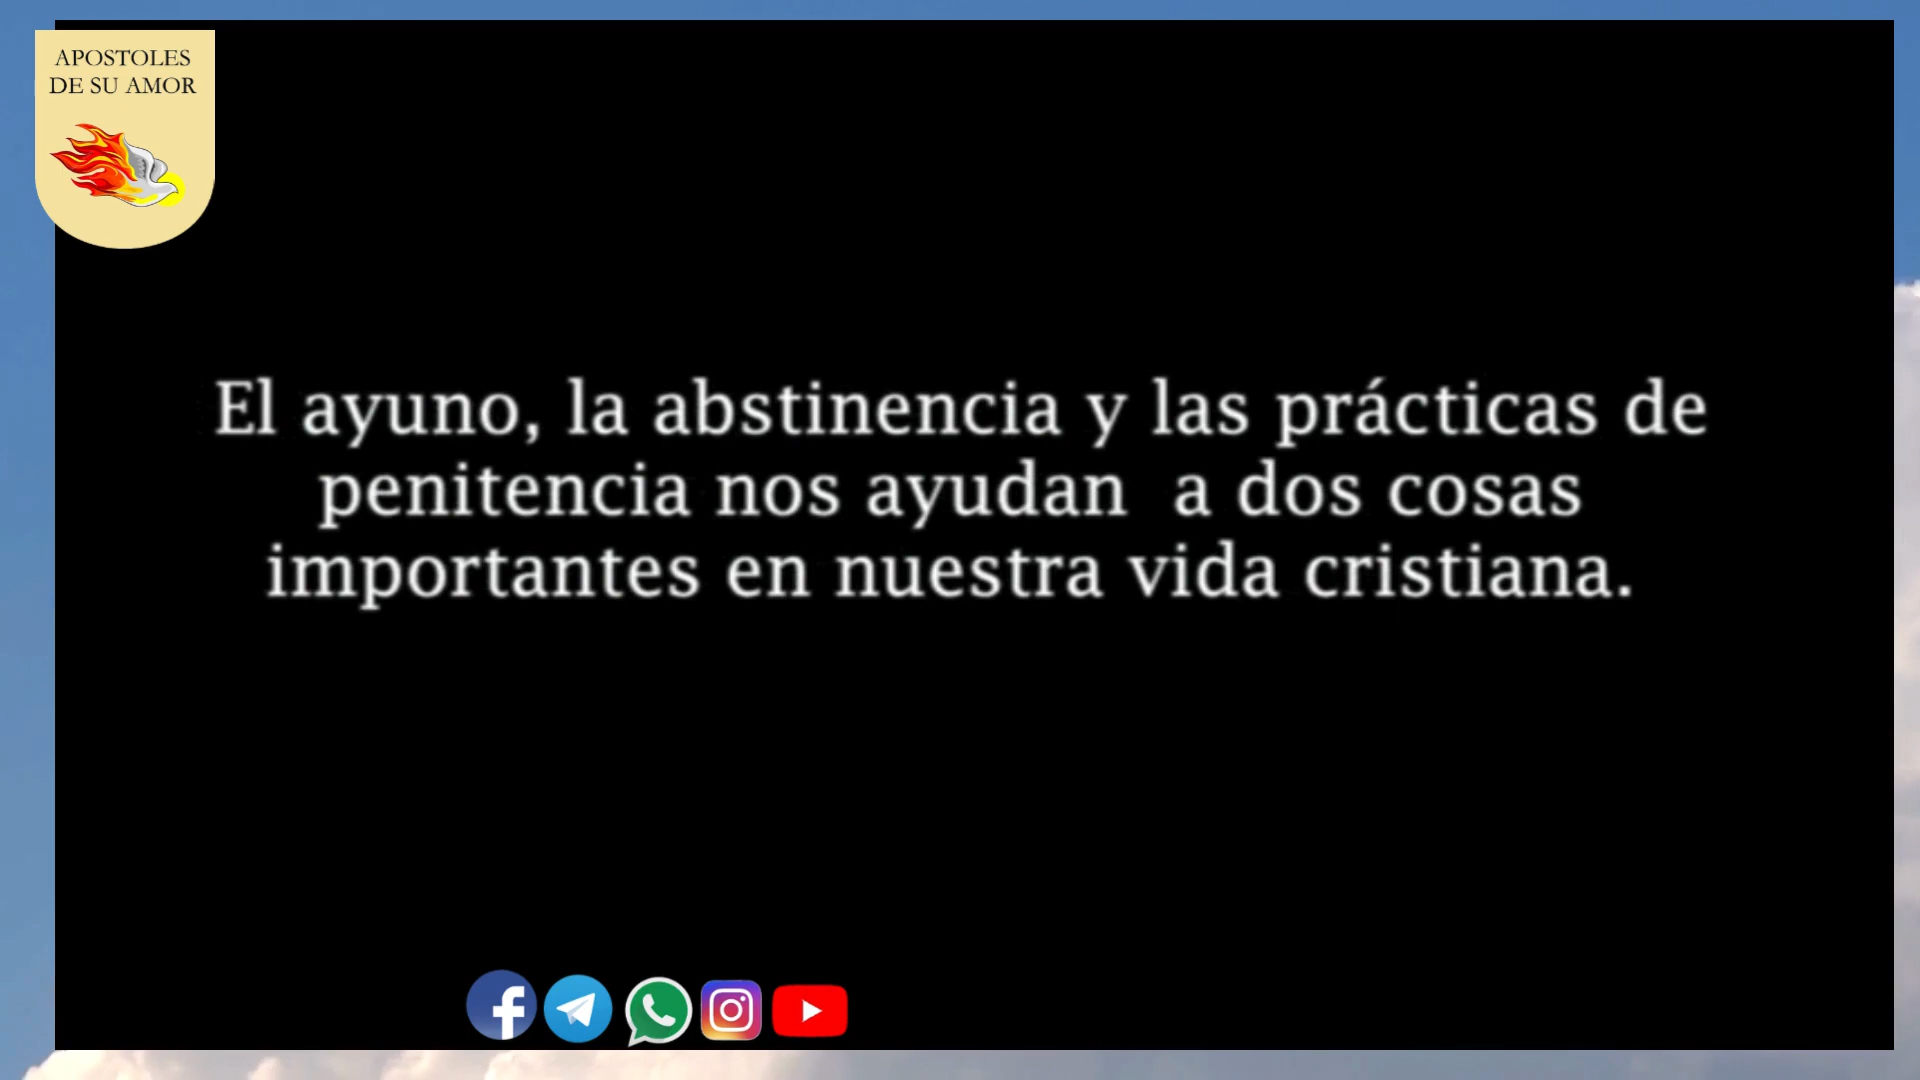 APOSTOLES
DE SU AMOR
El ayuno, la abstinencia y las prácticas de
penitencia nos ayudan a dos cosas
importantes en nuestra vida cristiana.